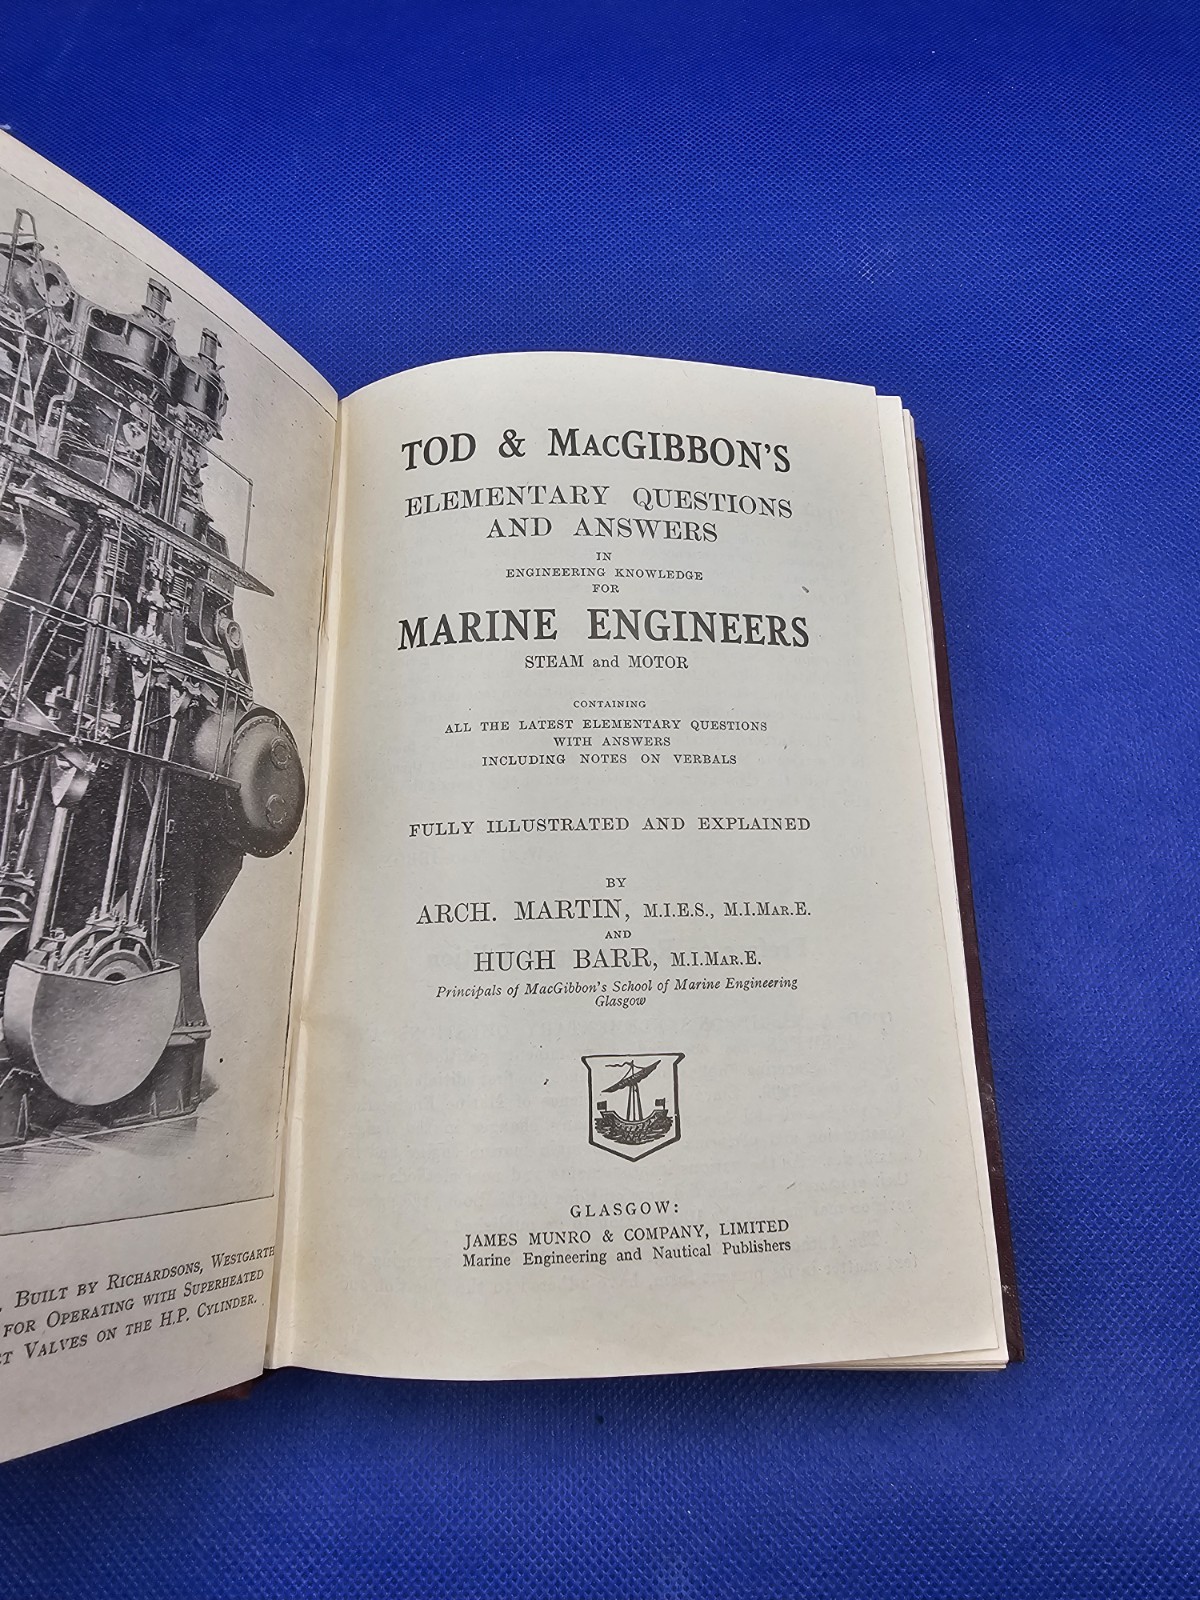 , BUILT BY RICHARDSONS, WESTGARTH
FOR OPERATING WITH SUPERHEATED
VALVES ON THE H.P. CYLINDER.
TOD & MACGIBBON'S
ELEMENTARY QUESTIONS
AND ANSWERS
IN
ENGINEERING KNOWLEDGE
FOR
MARINE ENGINEERS
STEAM and MOTOR
CONTAINING
ALL THE LATEST ELEMENTARY QUESTIONS
WITH ANSWERS
INCLUDING NOTES ON VERBALS
FULLY ILLUSTRATED AND EXPLAINED
BY
ARCH. MARTIN, M.I.E.S., M.I.MAR.E.
AND
HUGH BARR, M.I.MAR.E.
Principals of MacGibbon's School of Marine Engineering
Glasgow
GLASGOW:
JAMES MUNRO & COMPANY, LIMITED
Marine Engineering and Nautical Publishers